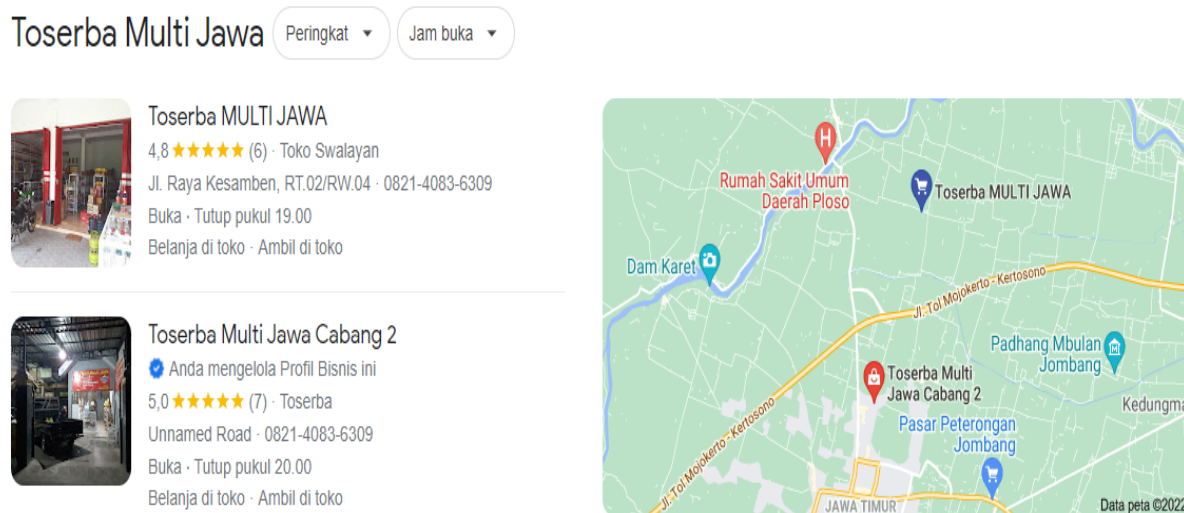 Toserba Multi Jawa
Peringkat
Jam buka
Toserba MULTI JAWA
4,8 ★★★★★ (6) · Toko Swalayan
Jl. Raya Kesamben, RT.02/RW.04 · 0821-4083-6309
Buka · Tutup pukul 19.00
Belanja di toko · Ambil di toko
Toserba Multi Jawa Cabang 2
Anda mengelola Profil Bisnis ini
5,0 ★★★★★ (7) · Toserba
Unnamed Road · 0821-4083-6309
Buka · Tutup pukul 20.00
Belanja di toko · Ambil di toko
H
Rumah Sakit Umum
Daerah Ploso
Toserba MULTI JAWA
Dam Karet
Jl. Tol Mojokerto - Kertosono
Padhang Mbulan
Jombang
Toserba Multi
Jawa Cabang 2
Kedungma
Pasar Peterongan
Jombang
Jl. Tol Mojokerto - Kertosono
JAWA TIMUR
Data peta ©2022